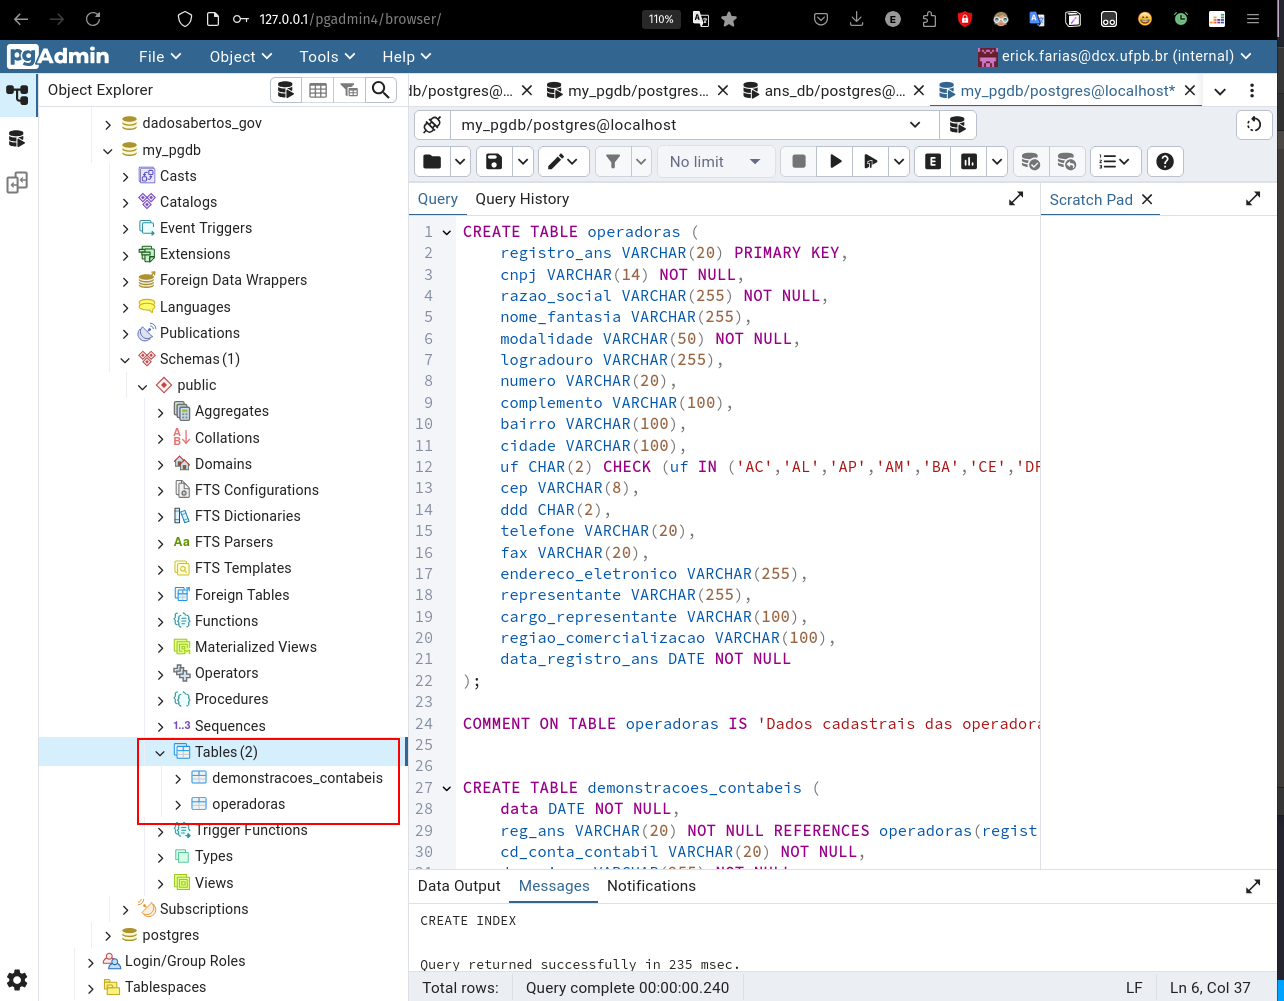 127.0.0.1/pgadmin4/browser/
110%
pgAdmin
File
Object
Tools
Help
erick.farias@dcx.ufpb.br (internal)
Object Explorer
db/postgres@...
my_pgdb/postgres...
ans_db/postgres@...
my_pgdb/postgres@localhost*
my_pgdb/postgres@localhost
No limit
Query
Query History
Scratch Pad
dadosabertos_gov
my_pgdb
Casts
Catalogs
Event Triggers
Extensions
Foreign Data Wrappers
Languages
Publications
Schemas (1)
public
Aggregates
Collations
Domains
FTS Configurations
FTS Dictionaries
FTS Parsers
FTS Templates
Foreign Tables
Functions
Materialized Views
Operators
Procedures
Sequences
Tables (2)
demonstracoes_contabeis
operadoras
Trigger Functions
Types
Views
Subscriptions
postgres
Login/Group Roles
Tablespaces
1 CREATE TABLE operadoras (
2 registro_ans VARCHAR(20) PRIMARY KEY,
3 cnpj VARCHAR(14) NOT NULL,
4 razao_social VARCHAR(255) NOT NULL,
5 nome_fantasia VARCHAR(255),
6 modalidade VARCHAR(50) NOT NULL,
7 logradouro VARCHAR(255),
8 numero VARCHAR(20),
9 complemento VARCHAR(100),
10 bairro VARCHAR(100),
11 cidade VARCHAR(100),
12 uf CHAR(2) CHECK (uf IN ('AC','AL','AP','AM','BA','CE','DF
13 cep VARCHAR(8),
14 ddd CHAR(2),
15 telefone VARCHAR(20),
16 fax VARCHAR(20),
17 endereco_eletronico VARCHAR(255),
18 representante VARCHAR(255),
19 cargo_representante VARCHAR(100),
20 regiao_comercializacao VARCHAR(100),
21 data_registro_ans DATE NOT NULL
22 );
23
24 COMMENT ON TABLE operadoras IS 'Dados cadastrais das operadora
25
26
27 CREATE TABLE demonstracoes_contabeis (
28 data DATE NOT NULL,
29 reg_ans VARCHAR(20) NOT NULL REFERENCES operadoras(regist
30 cd_conta_contabil VARCHAR(20) NOT NULL,
Data Output
Messages
Notifications
CREATE INDEX
Query returned successfully in 235 msec.
Total rows:
Query complete 00:00:00.240
LF
Ln 6, Col 37